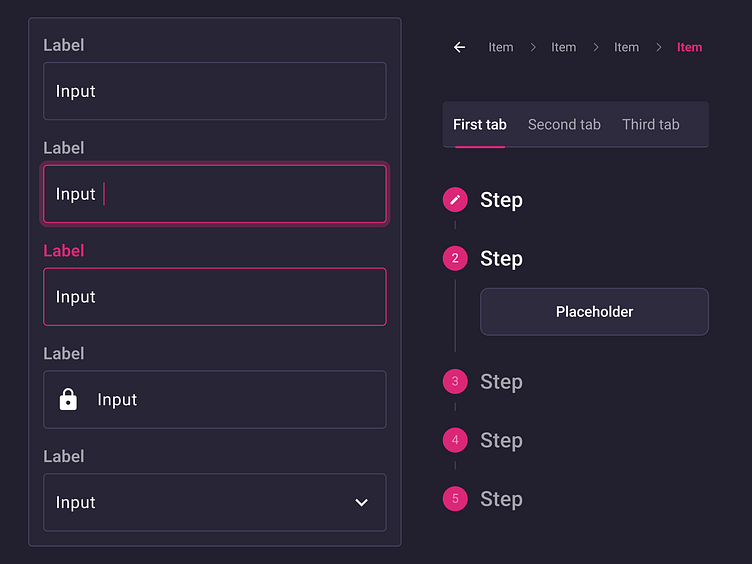 Label
Input
Label
Input
Label
Input
Label
Input
Label
Input
Item Item Item Item
First tab Second tab Third tab
Step
2 Step
Placeholder
3 Step
4 Step
5 Step